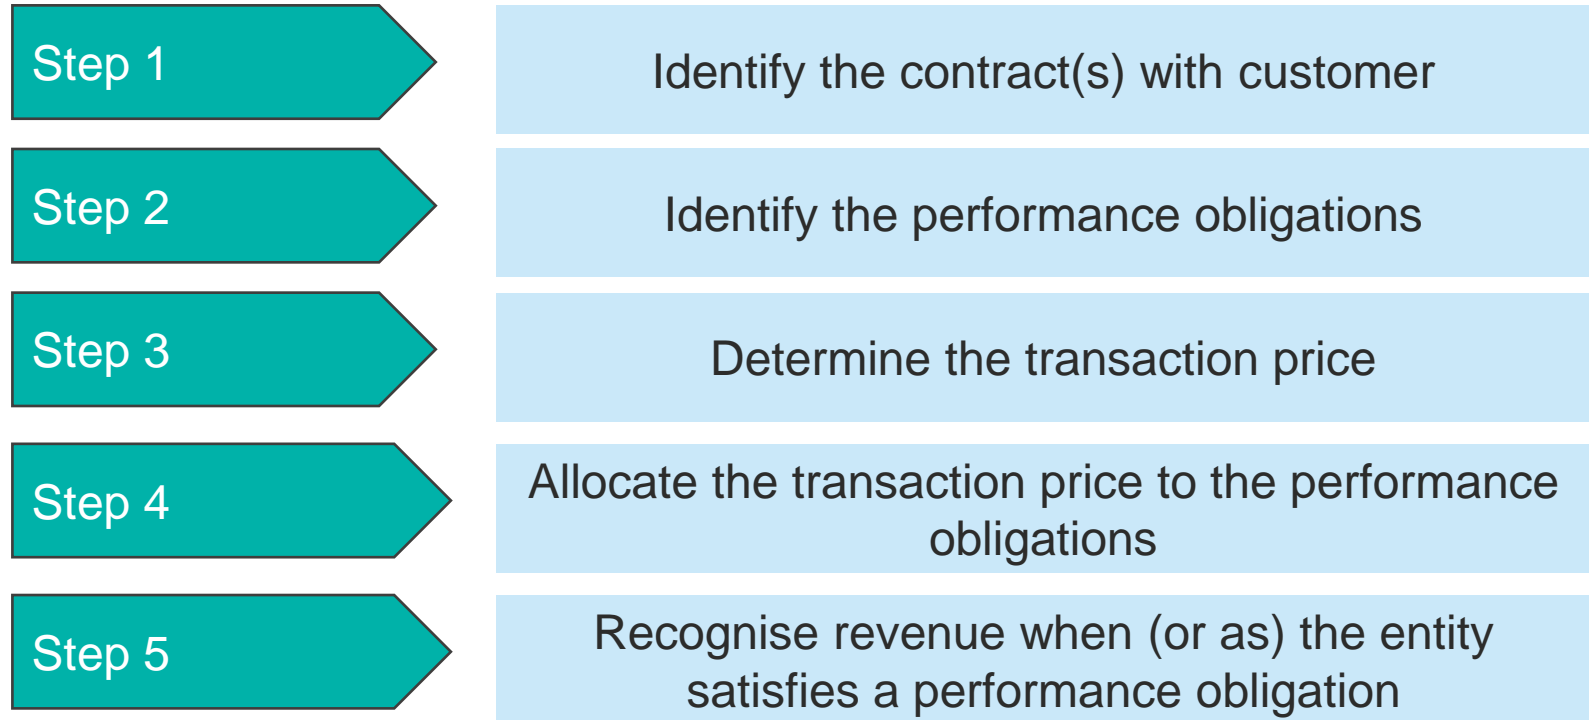 Step 1
Identify the contract(s) with customer
Step 2
Identify the performance obligations
Step 3
Determine the transaction price
Step 4
Allocate the transaction price to the performance
obligations
Step 5
Recognise revenue when (or as) the entity
satisfies a performance obligation